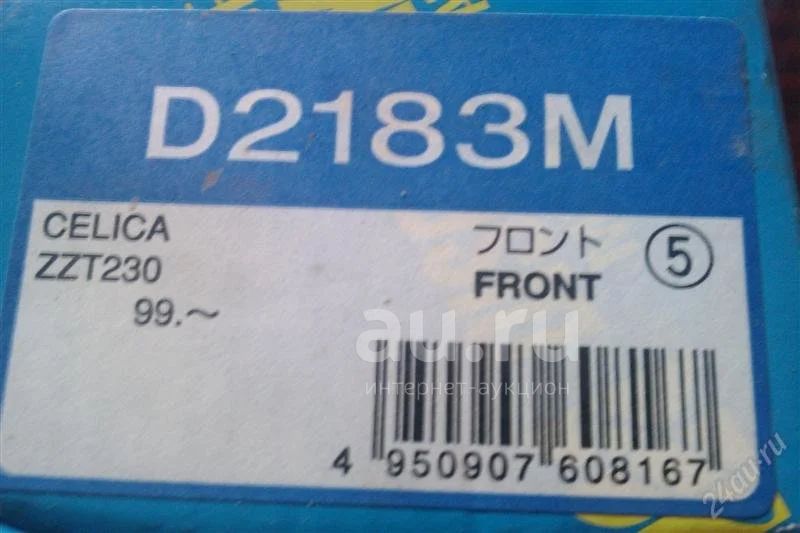 D2183M
CELICA
ZZT230
99.～
フロント
FRONT
⑤
au.ru
интернет-аукцион
4 950907 608167
24au.ru